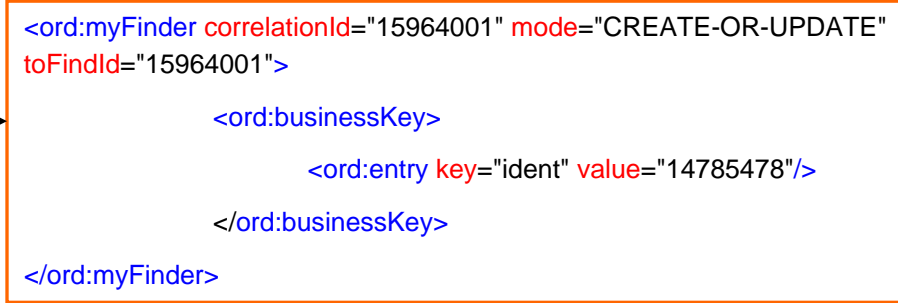 <ord:myFinder correlationId="15964001" mode="CREATE-OR-UPDATE"
toFindId="15964001">
<ord:businessKey>
<ord:entry key="ident" value="14785478"/>
</ord:businessKey>
</ord:myFinder>